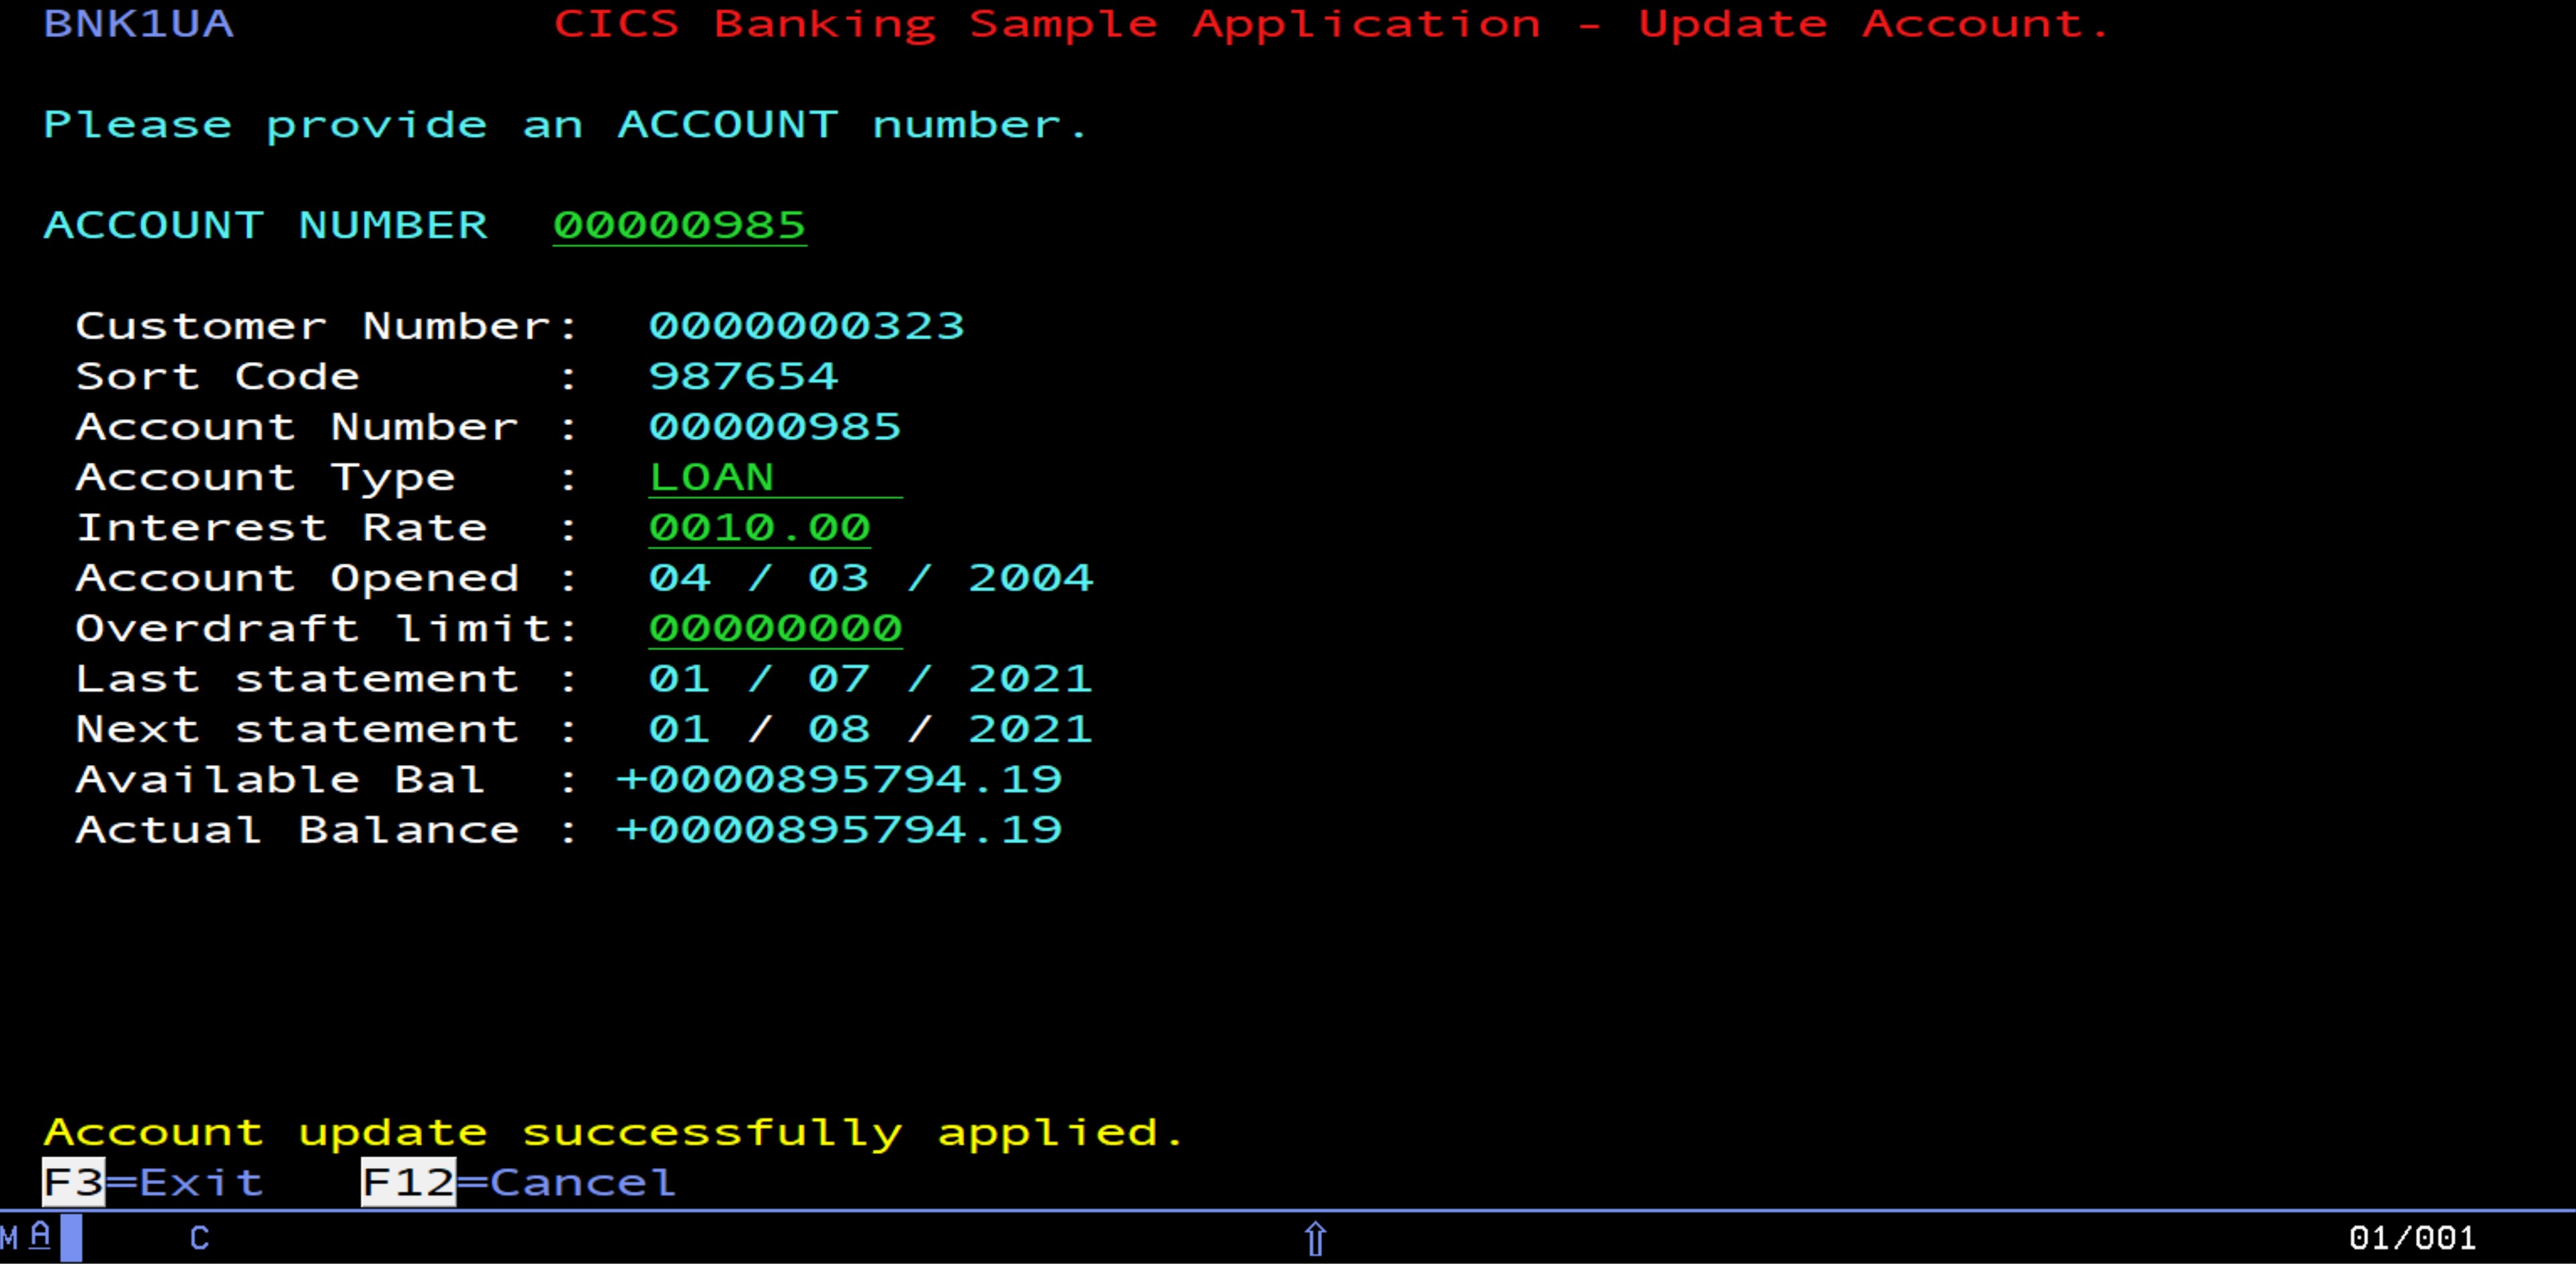 BNK1UA CICS Banking Sample Application - Update Account.
Please provide an ACCOUNT number.
ACCOUNT NUMBER 00000985
Customer Number: 0000000323
Sort Code : 987654
Account Number : 00000985
Account Type : LOAN
Interest Rate : 0010.00
Account Opened : 04 / 03 / 2004
Overdraft limit: 00000000
Last statement : 01 / 07 / 2021
Next statement : 01 / 08 / 2021
Available Bal : +0000895794.19
Actual Balance : +0000895794.19
Account update successfully applied.
F3=Exit F12=Cancel
M A C ⇧ 01/001